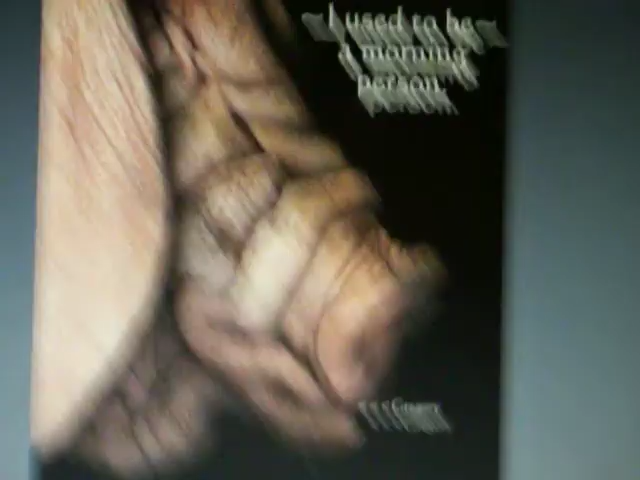 ~ I used to be ~
a morning
person.